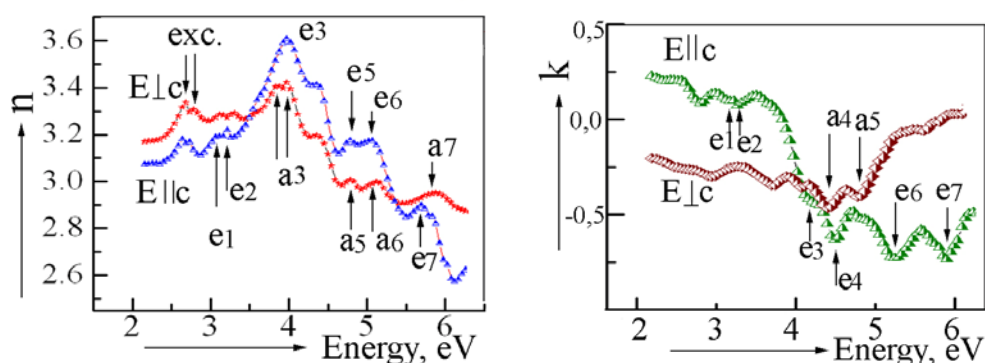 3.6
3.4
3.2
3.0
2.8
2.6
n
exc.
e3
E⊥c
e5
e6
a7
E||c
e2
e1
a3
a5
a6
e7
2 3 4 5 6 eV
Energy, eV
0,5
0,0
-0,5
k
E||c
e1
e2
a4
a5
E⊥c
e3
e4
e6
e7
2 3 4 5 6
Energy, eV